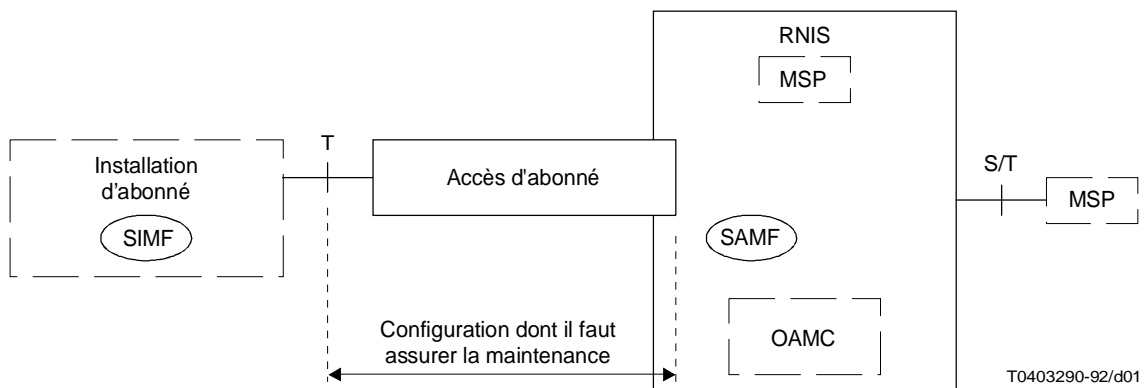 RNIS
MSP
T
S/T
Installation
d'abonné
Accès d'abonné
MSP
SIMF
SAMF
Configuration dont il faut
assurer la maintenance
OAMC
T0403290-92/d01